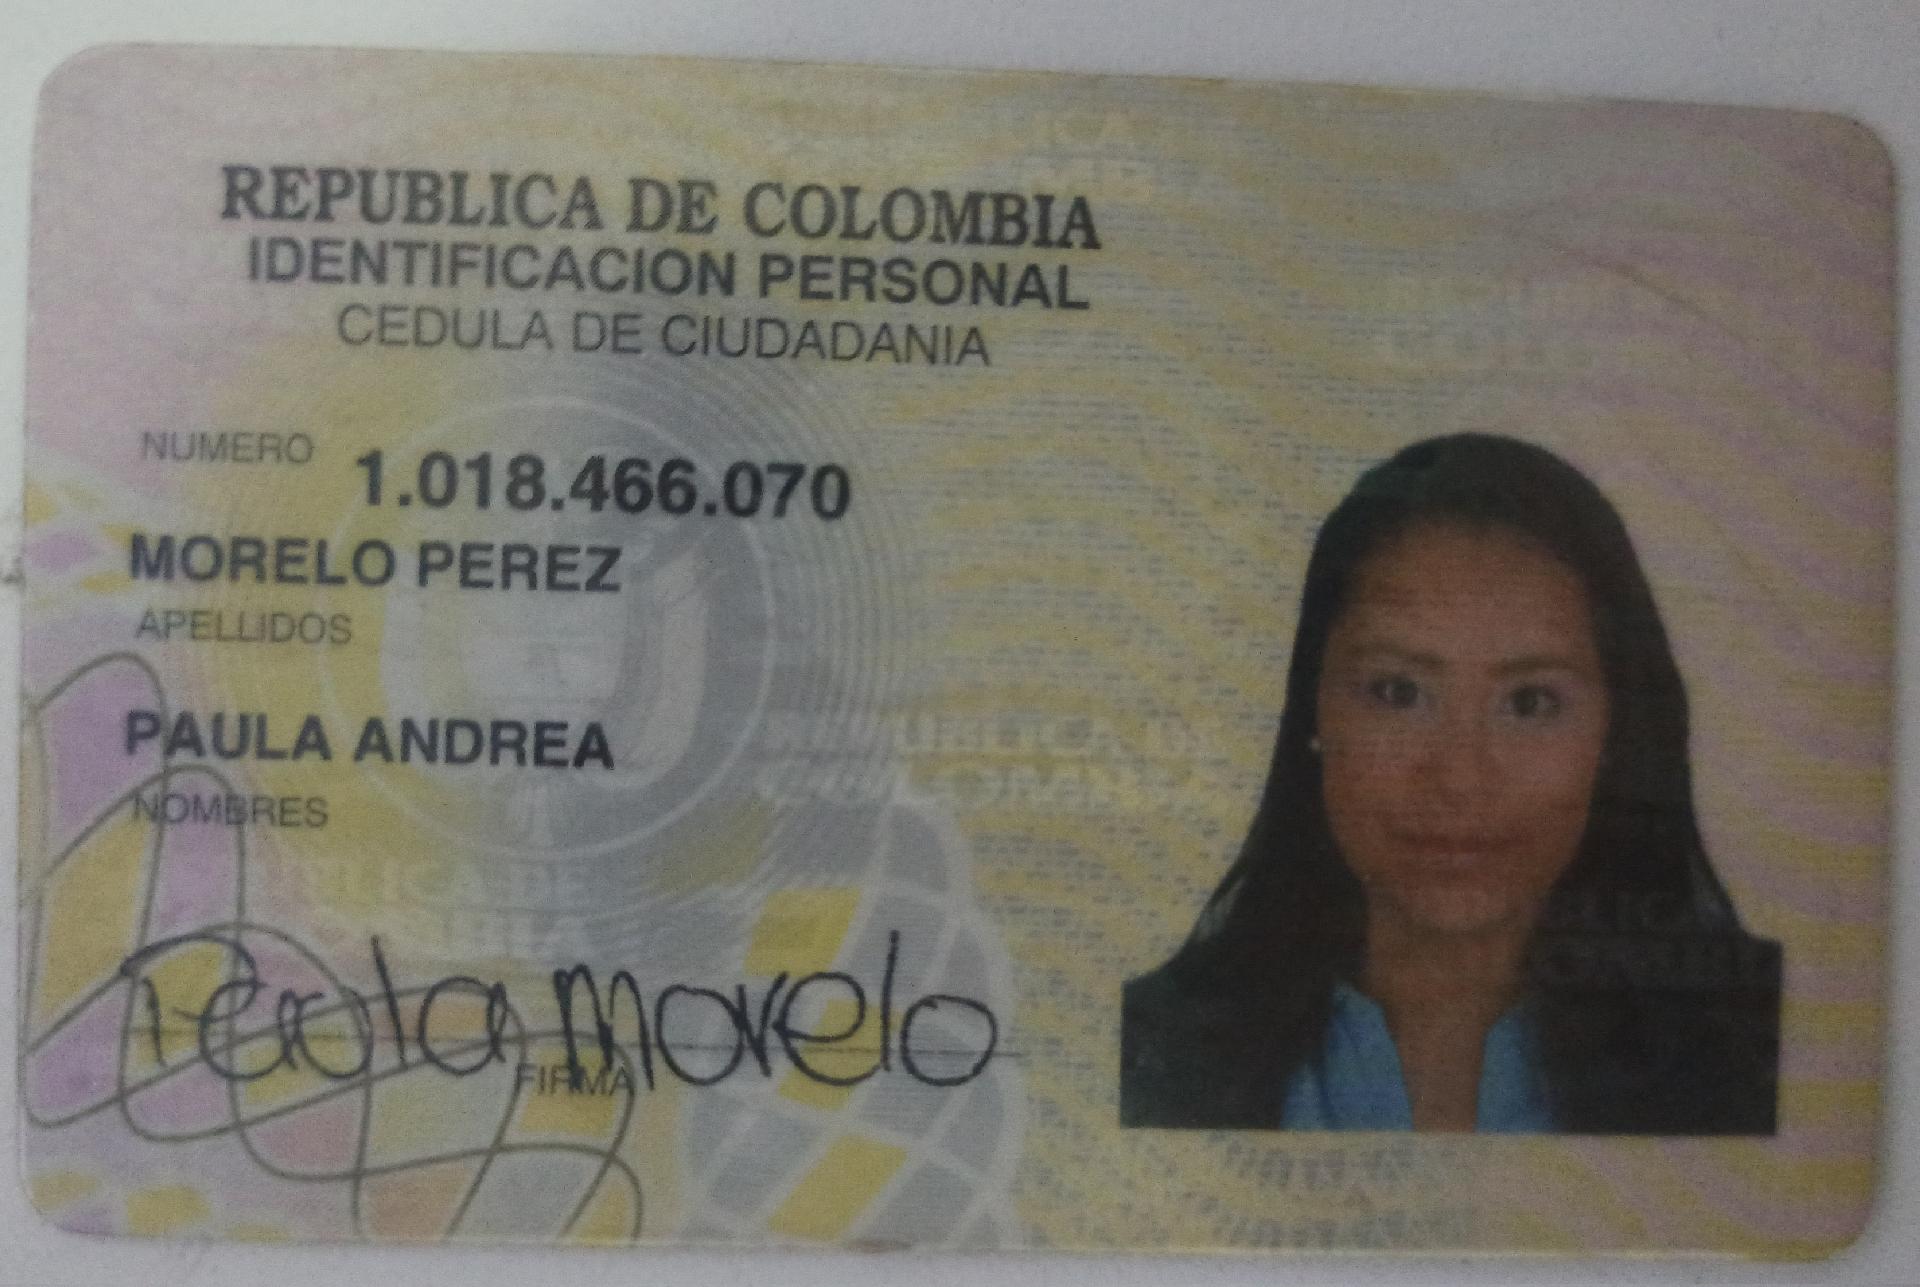 REPUBLICA DE COLOMBIA
IDENTIFICACION PERSONAL
CEDULA DE CIUDADANIA
NUMERO 1.018.466.070
MORELO PEREZ
APELLIDOS
PAULA ANDREA
NOMBRES
Paola Morelo
FIRMA